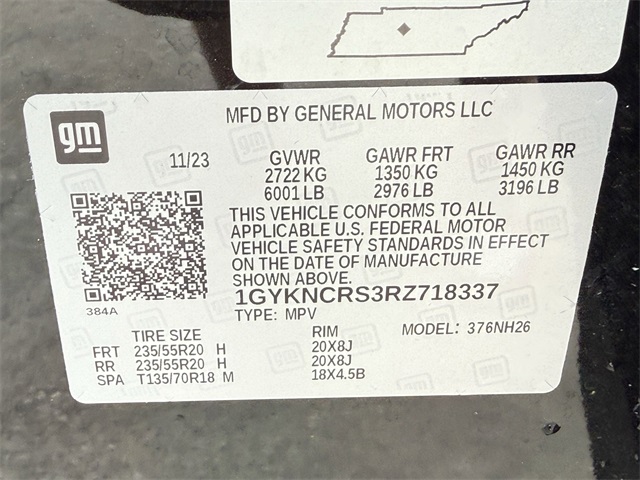 gm
MFD BY GENERAL MOTORS LLC
11/23 GVWR GAWR FRT GAWR RR
2722 KG 1350 KG 1450 KG
6001 LB 2976 LB 3196 LB
THIS VEHICLE CONFORMS TO ALL
APPLICABLE U.S. FEDERAL MOTOR
VEHICLE SAFETY STANDARDS IN EFFECT
ON THE DATE OF MANUFACTURE
SHOWN ABOVE.
1GYKNCRS3RZ718337
384A
TYPE: MPV MODEL: 376NH26
TIRE SIZE RIM
FRT 235/55R20 H 20X8J
RR 235/55R20 H 20X8J
SPA T135/70R18 M 18X4.5B